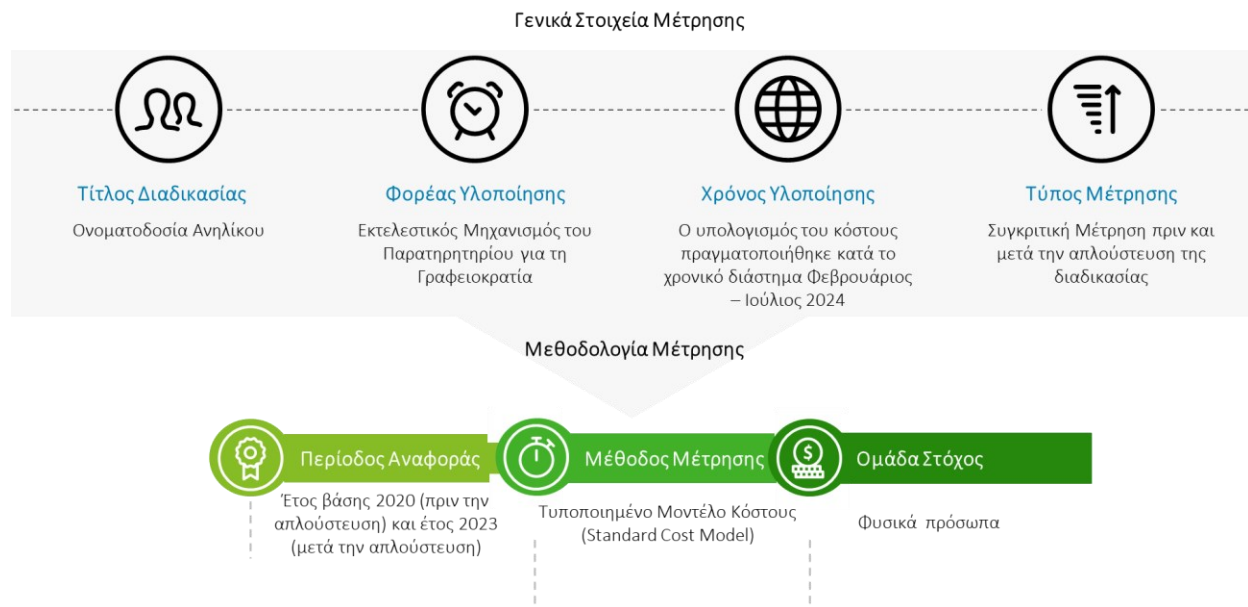 Γενικά Στοιχεία Μέτρησης
Τίτλος Διαδικασίας
Ονοματοδοσία Ανηλίκου
Φορέας Υλοποίησης
Εκτελεστικός Μηχανισμός του
Παρατηρητηρίου για τη
Γραφειοκρατία
Χρόνος Υλοποίησης
Ο υπολογισμός του κόστους
πραγματοποιήθηκε κατά το
χρονικό διάστημα Φεβρουάριος
– Ιούλιος 2024
Τύπος Μέτρησης
Συγκριτική Μέτρηση πριν και
μετά την απλούστευση της
διαδικασίας
Μεθοδολογία Μέτρησης
Περίοδος Αναφοράς
Έτος βάσης 2020 (πριν την
απλούστευση) και έτος 2023
(μετά την απλούστευση)
Μέθοδος Μέτρησης
Τυποποιημένο Μοντέλο Κόστους
(Standard Cost Model)
$
Ομάδα Στόχος
Φυσικά πρόσωπα